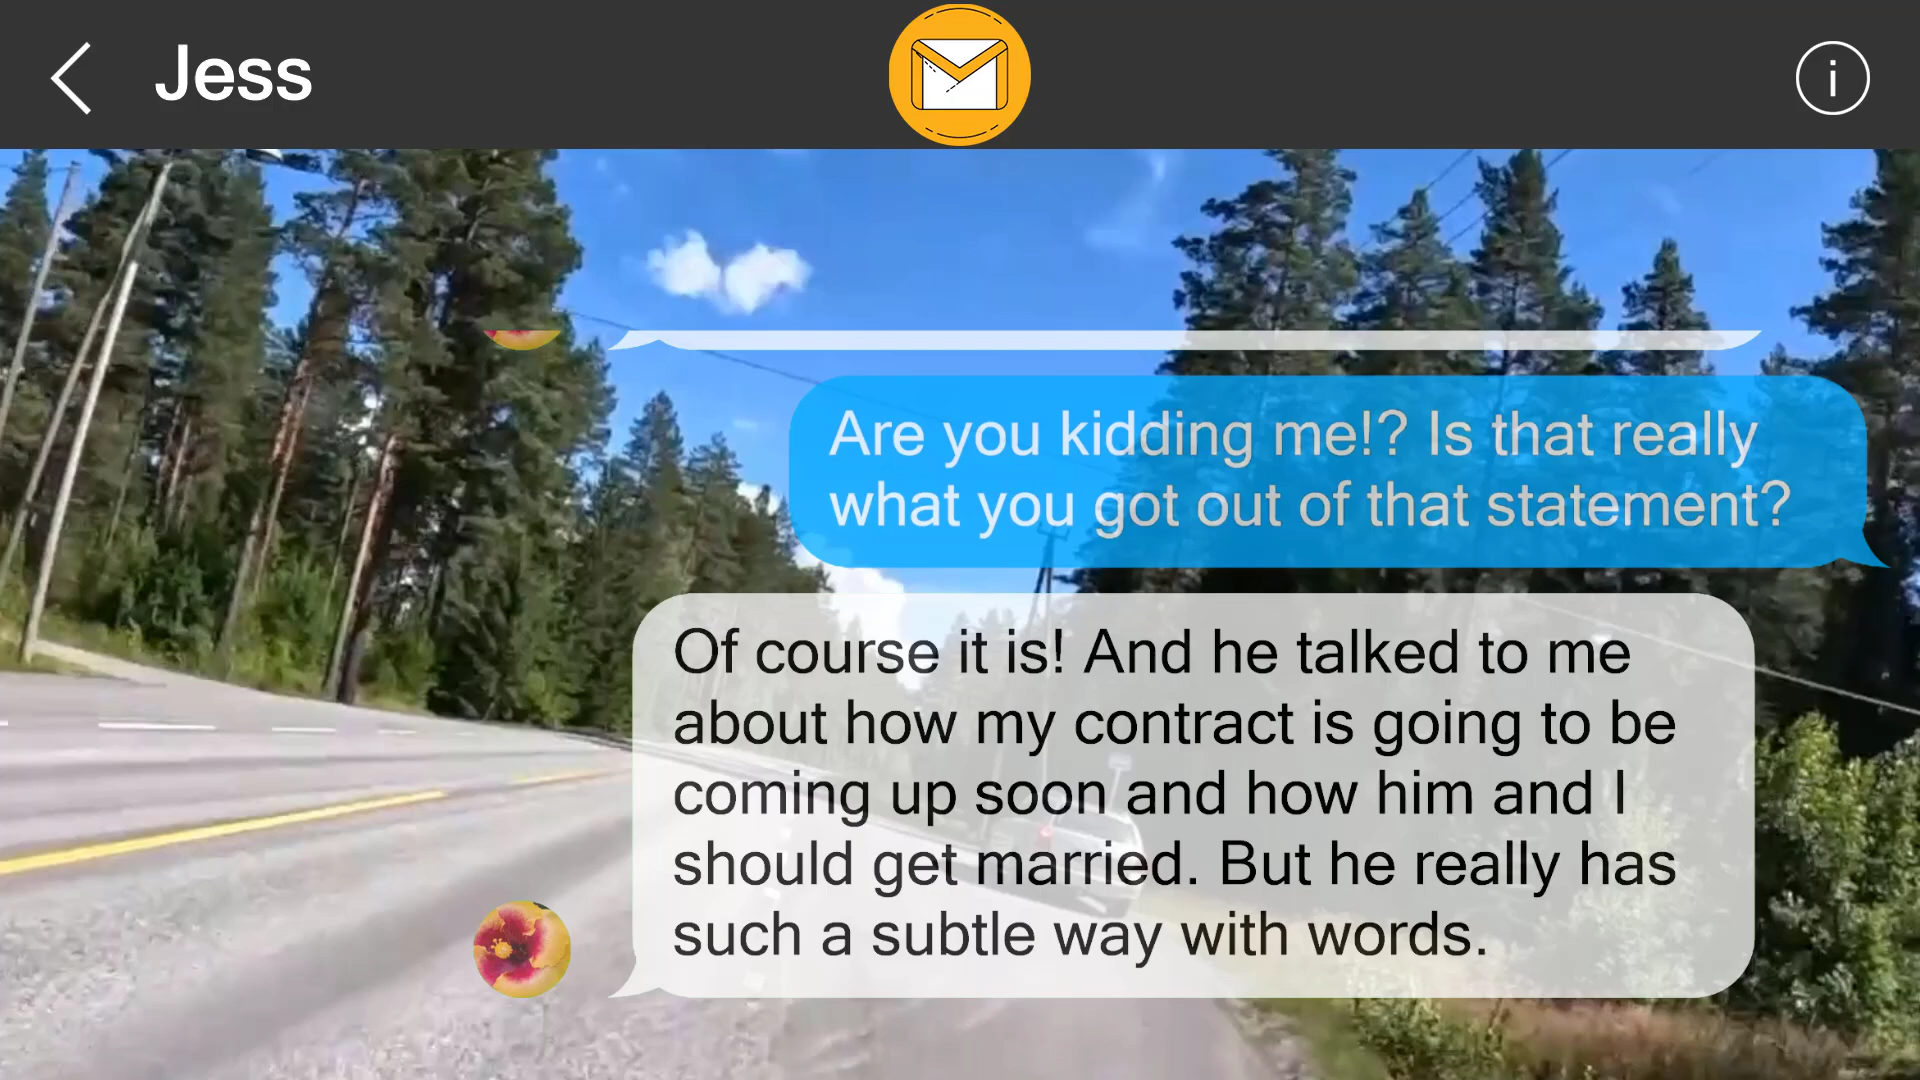 Jess
i
Are you kidding me!? Is that really
what you got out of that statement?
Of course it is! And he talked to me
about how my contract is going to be
coming up soon and how him and I
should get married. But he really has
such a subtle way with words.